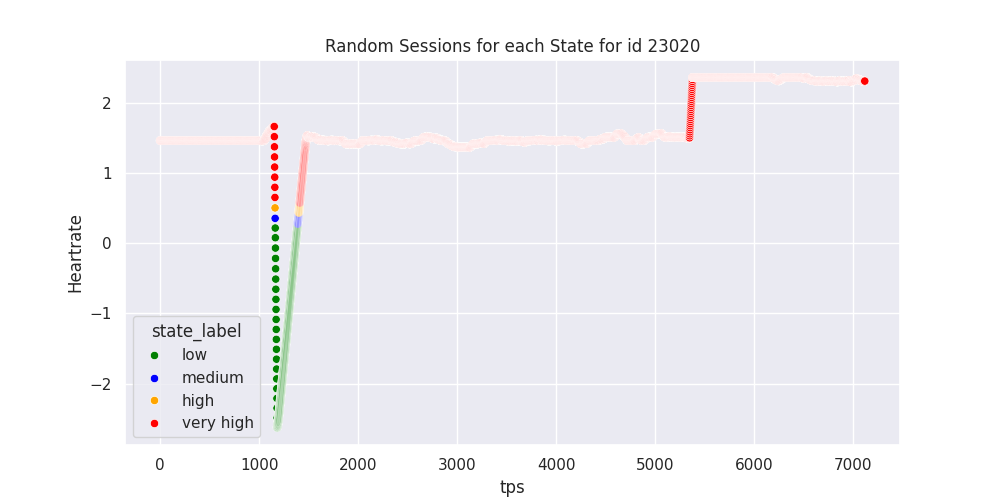 Random Sessions for each State for id 23020
2
1
0
−1
−2
Heartrate
state_label
low
medium
high
very high
0 1000 2000 3000 4000 5000 6000 7000
tps